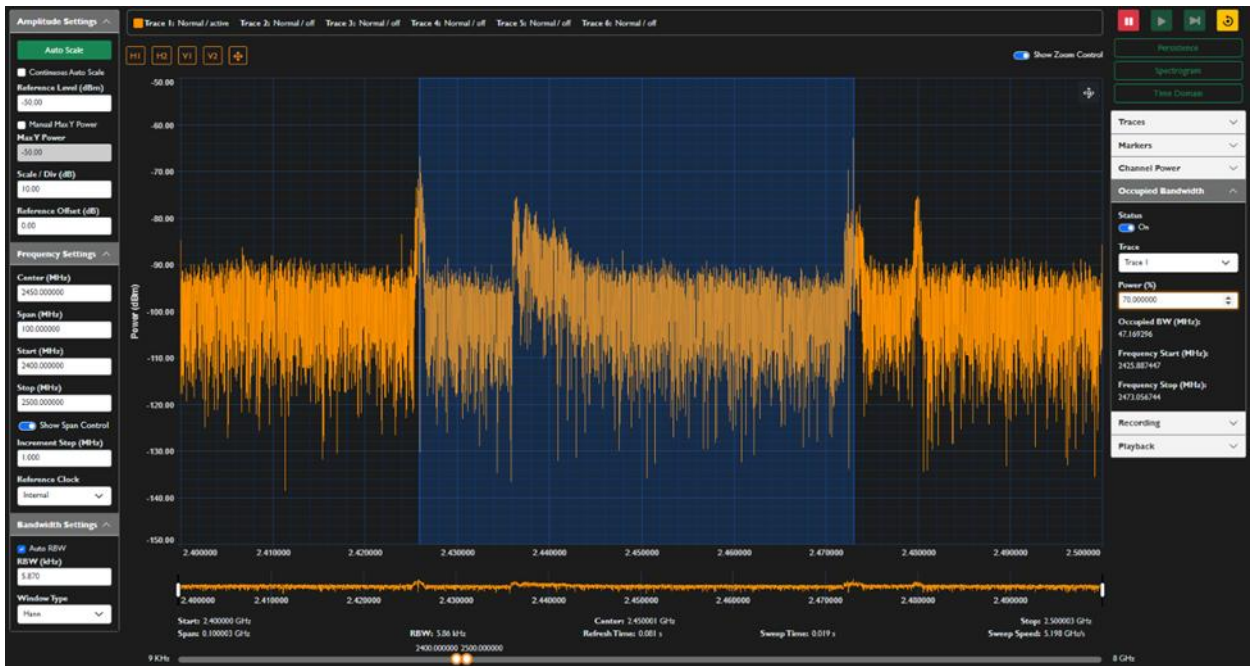 Amplitude Settings
Auto Scale
Continuous Auto Scale
Reference Level (dBm)
-50.00
Manual Max Y Power
Max Y Power
-50.00
Scale / Div (dB)
10.00
Reference Offset (dB)
0.00
Frequency Settings
Center (MHz)
2450.000000
Span (MHz)
100.000000
Start (MHz)
2400.000000
Stop (MHz)
2500.000000
Show Span Control
Increment Step (MHz)
1.000
Reference Clock
Internal
Bandwidth Settings
Auto RBW
RBW (kHz)
5.870
Window Type
Hann
Trace 1: Normal / active Trace 2: Normal / off Trace 3: Normal / off Trace 4: Normal / off Trace 5: Normal / off Trace 6: Normal / off
H1 H2 V1 V2
Show Zoom Control
Power (dBm)
-50.00
-60.00
-70.00
-80.00
-90.00
-100.00
-110.00
-120.00
-130.00
-140.00
-150.00
2.400000 2.410000 2.420000 2.430000 2.440000 2.450000 2.460000 2.470000 2.480000 2.490000 2.500000
2.400000 2.410000 2.420000 2.430000 2.440000 2.450000 2.460000 2.470000 2.480000 2.490000
Start: 2.400000 GHz Center: 2.450001 GHz Stop: 2.500003 GHz
Span: 0.100003 GHz RBW: 5.86 kHz Refresh Time: 0.081 s Sweep Time: 0.019 s Sweep Speed: 5.198 GHz/s
2400.000000 2500.000000
9 KHz 8 GHz
Persistence
Spectrogram
Time Domain
Traces
Markers
Channel Power
Occupied Bandwidth
Status
On
Trace
Trace 1
Power (%)
70.000000
Occupied BW (MHz):
47.169296
Frequency Start (MHz):
2425.887447
Frequency Stop (MHz):
2473.056744
Recording
Playback